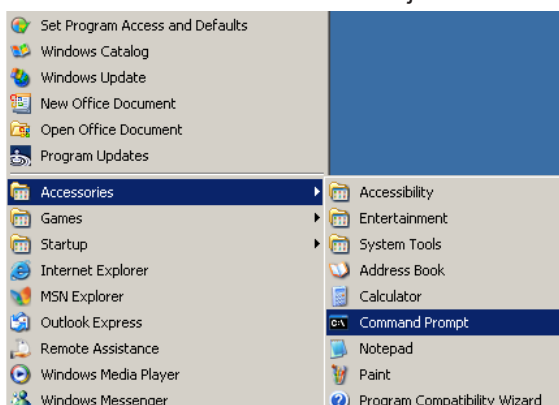 Set Program Access and Defaults
Windows Catalog
Windows Update
New Office Document
Open Office Document
Program Updates
Accessories
Games
Startup
Internet Explorer
MSN Explorer
Outlook Express
Remote Assistance
Windows Media Player
Windows Messenger
Accessibility
Entertainment
System Tools
Address Book
Calculator
Command Prompt
Notepad
Paint
Program Compatibility Wizard